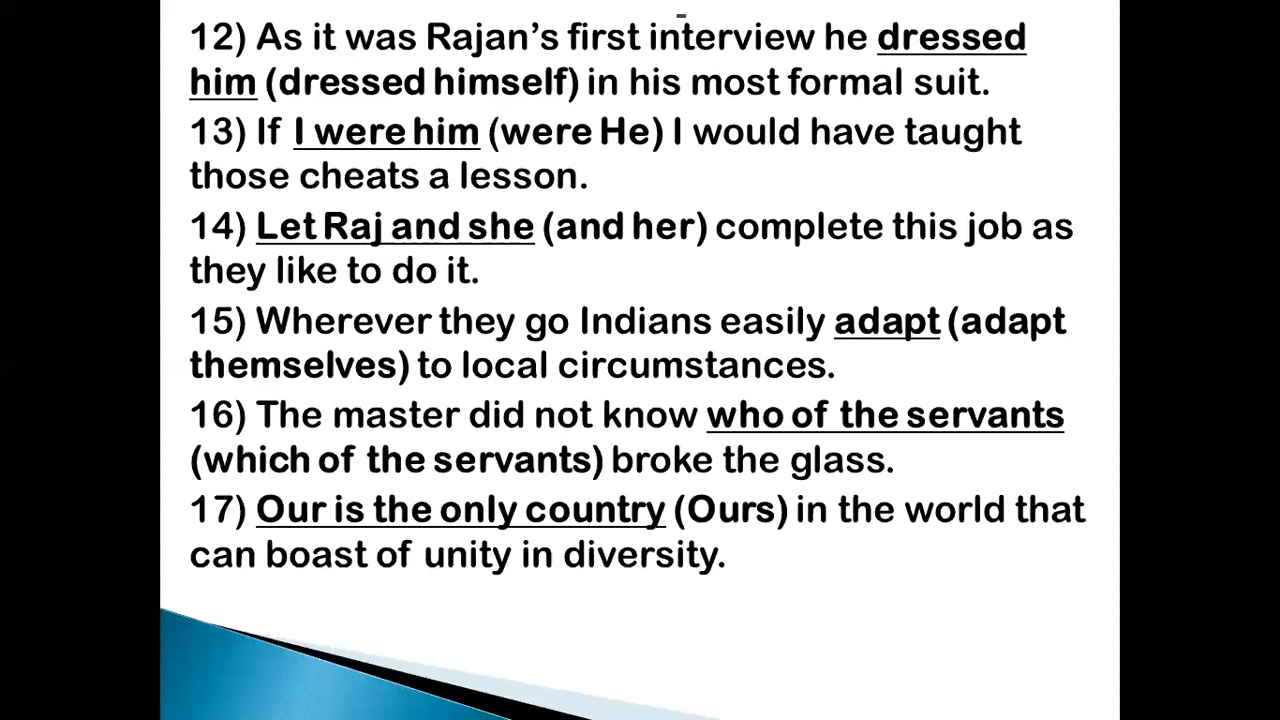 12) As it was Rajan’s first interview he dressed
him (dressed himself) in his most formal suit.
13) If I were him (were He) I would have taught
those cheats a lesson.
14) Let Raj and she (and her) complete this job as
they like to do it.
15) Wherever they go Indians easily adapt (adapt
themselves) to local circumstances.
16) The master did not know who of the servants
(which of the servants) broke the glass.
17) Our is the only country (Ours) in the world that
can boast of unity in diversity.